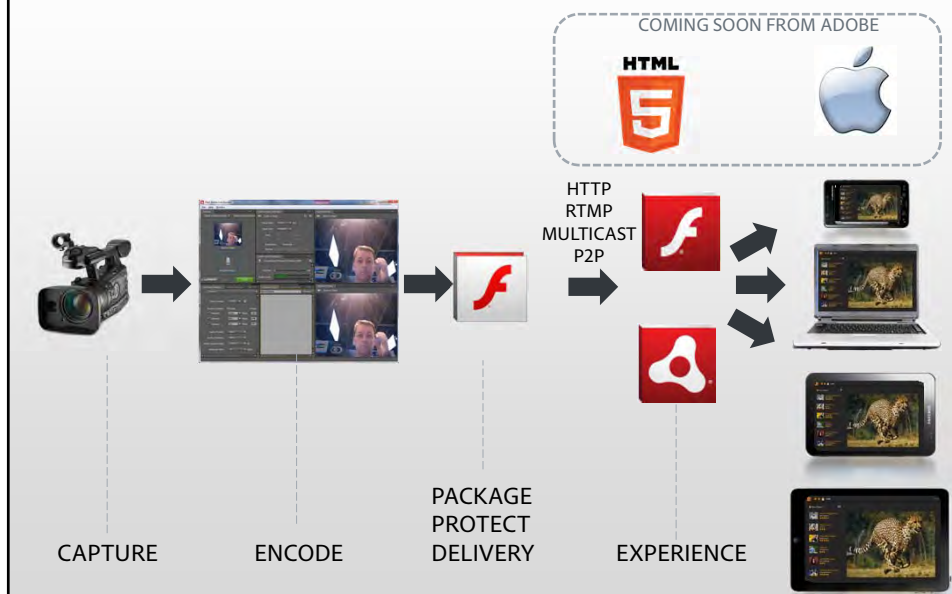 COMING SOON FROM ADOBE
HTML
5
HTTP
RTMP
MULTICAST
P2P
CAPTURE
ENCODE
PACKAGE
PROTECT
DELIVERY
EXPERIENCE